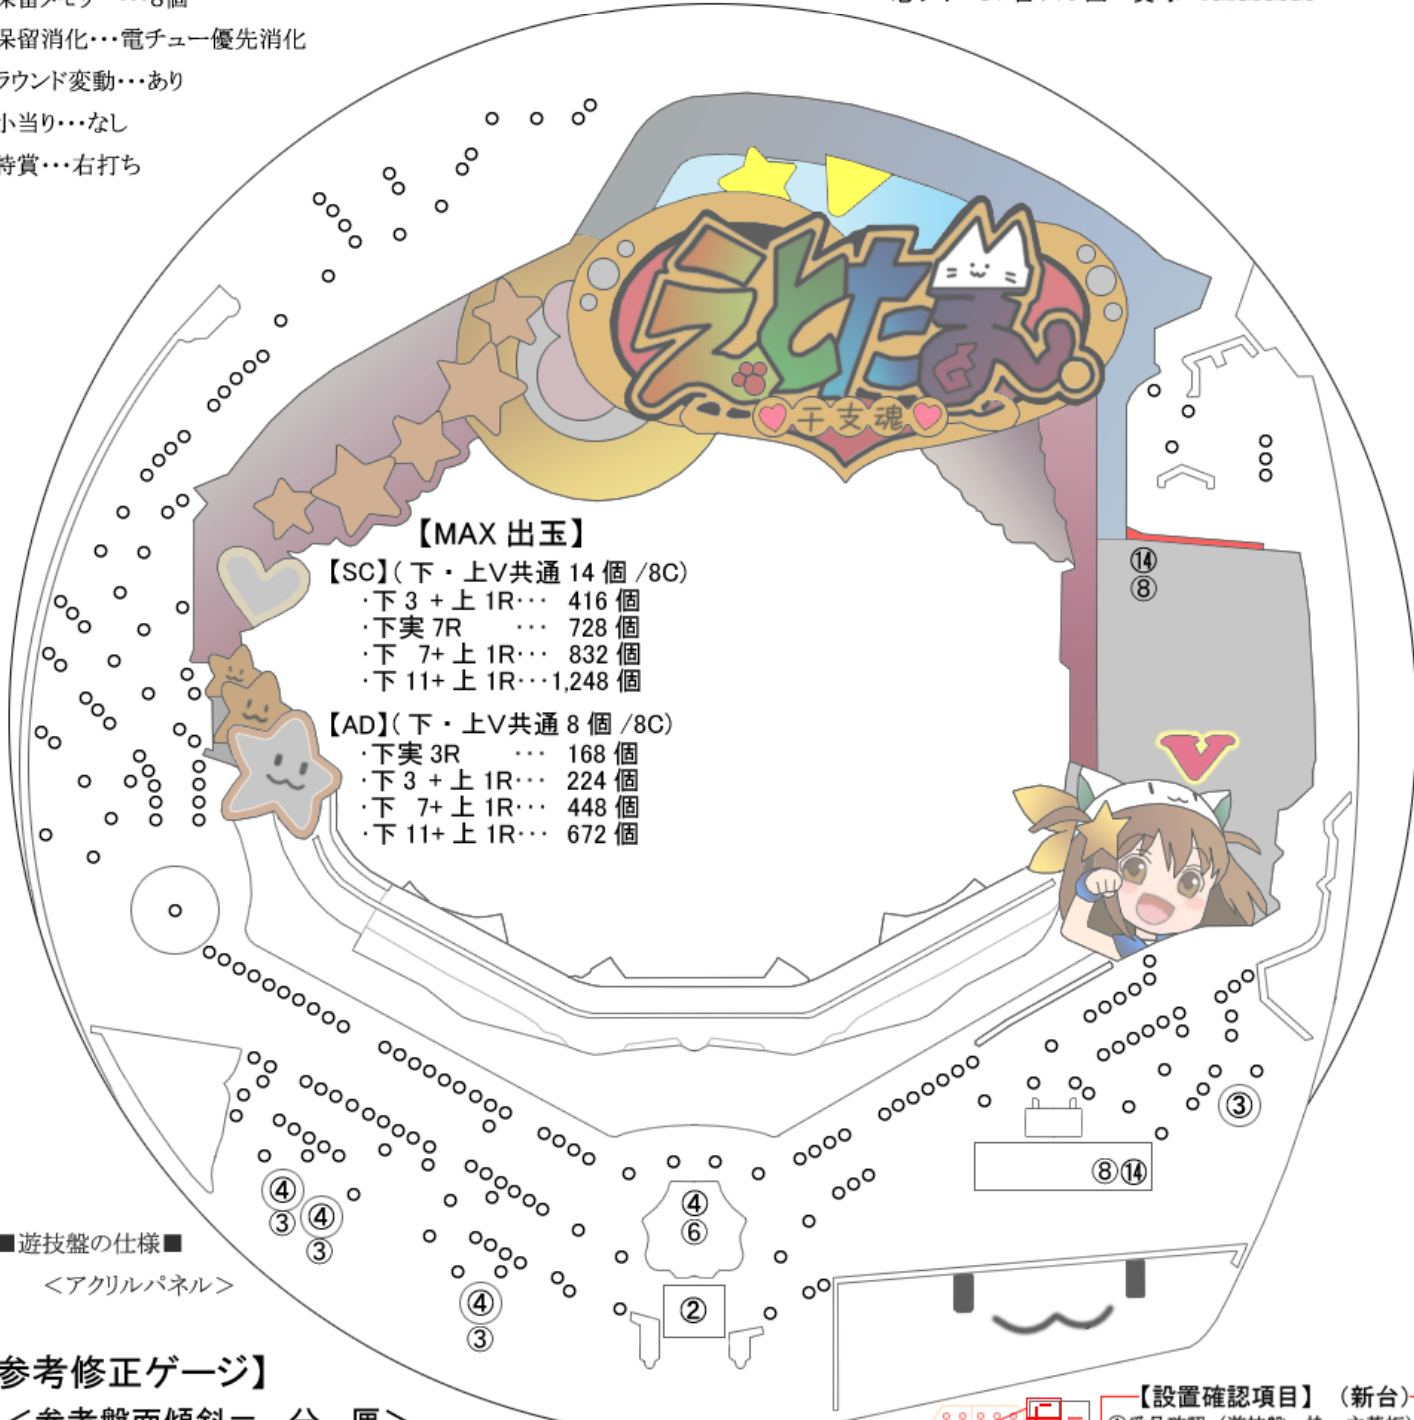 保留消化･･･電チュー優先消化
ラウンド変動･･･あり
小当り･･･なし
特賞･･･右打ち
えとたま
干支魂
【MAX 出玉】
【SC】( 下・上V共通 14 個 /8C)
･下 3 + 上 1R･･･ 416 個
･下実 7R ･･･ 728 個
･下 7+ 上 1R･･･ 832 個
･下 11+ 上 1R･･･1,248 個
【AD】( 下・上V共通 8 個 /8C)
･下実 3R ･･･ 168 個
･下 3 + 上 1R･･･ 224 個
･下 7+ 上 1R･･･ 448 個
･下 11+ 上 1R･･･ 672 個
⑭
⑧
V
③
⑧⑭
④
③
④
③
④
⑥
②
④
③
■遊技盤の仕様■
＜アクリルパネル＞
参考修正ゲージ】
【設置確認項目】（新台）